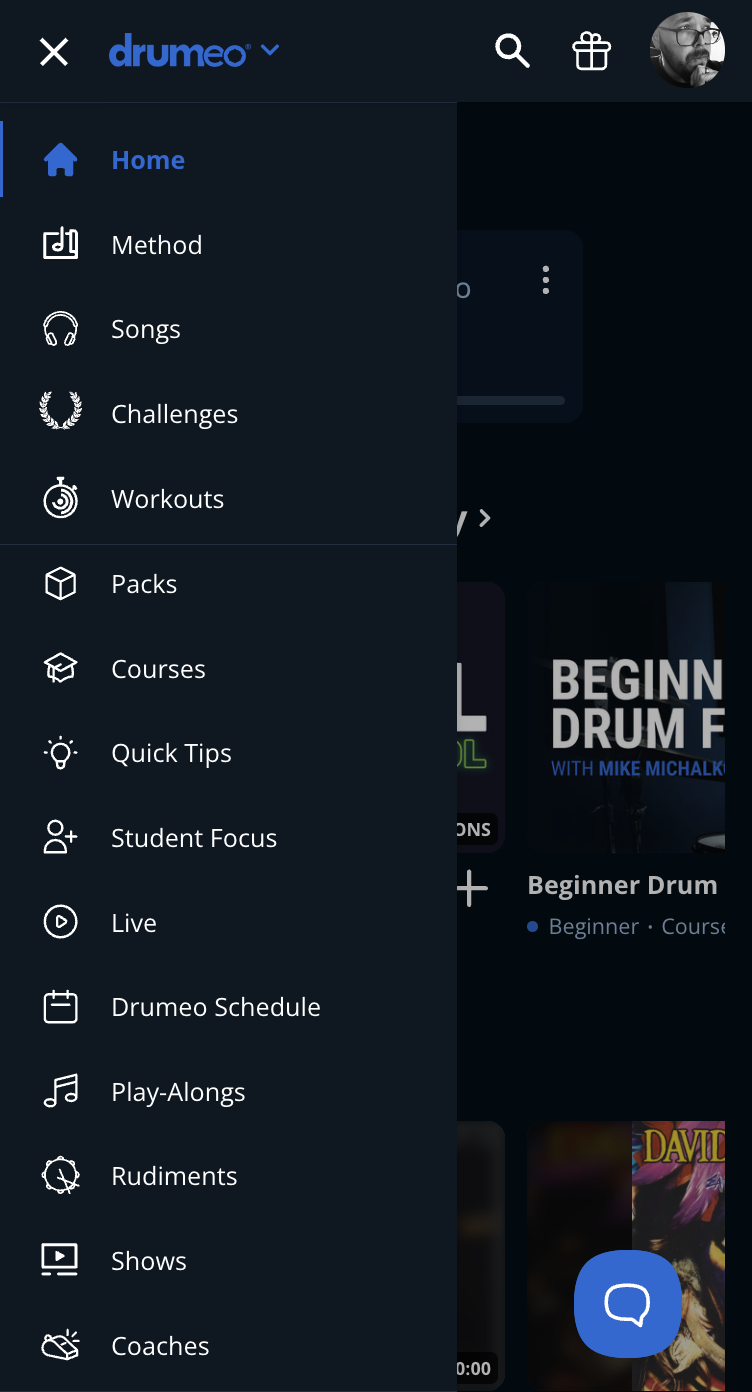 drumeo
Home
Method
Songs
Challenges
Workouts
Packs
Courses
Quick Tips
Student Focus
Live
Drumeo Schedule
Play-Alongs
Rudiments
Shows
Coaches
BEGINN
DRUM F
WITH MIKE MICHALK
ONS
Beginner Drum
Beginner • Course
DAVID
0:00